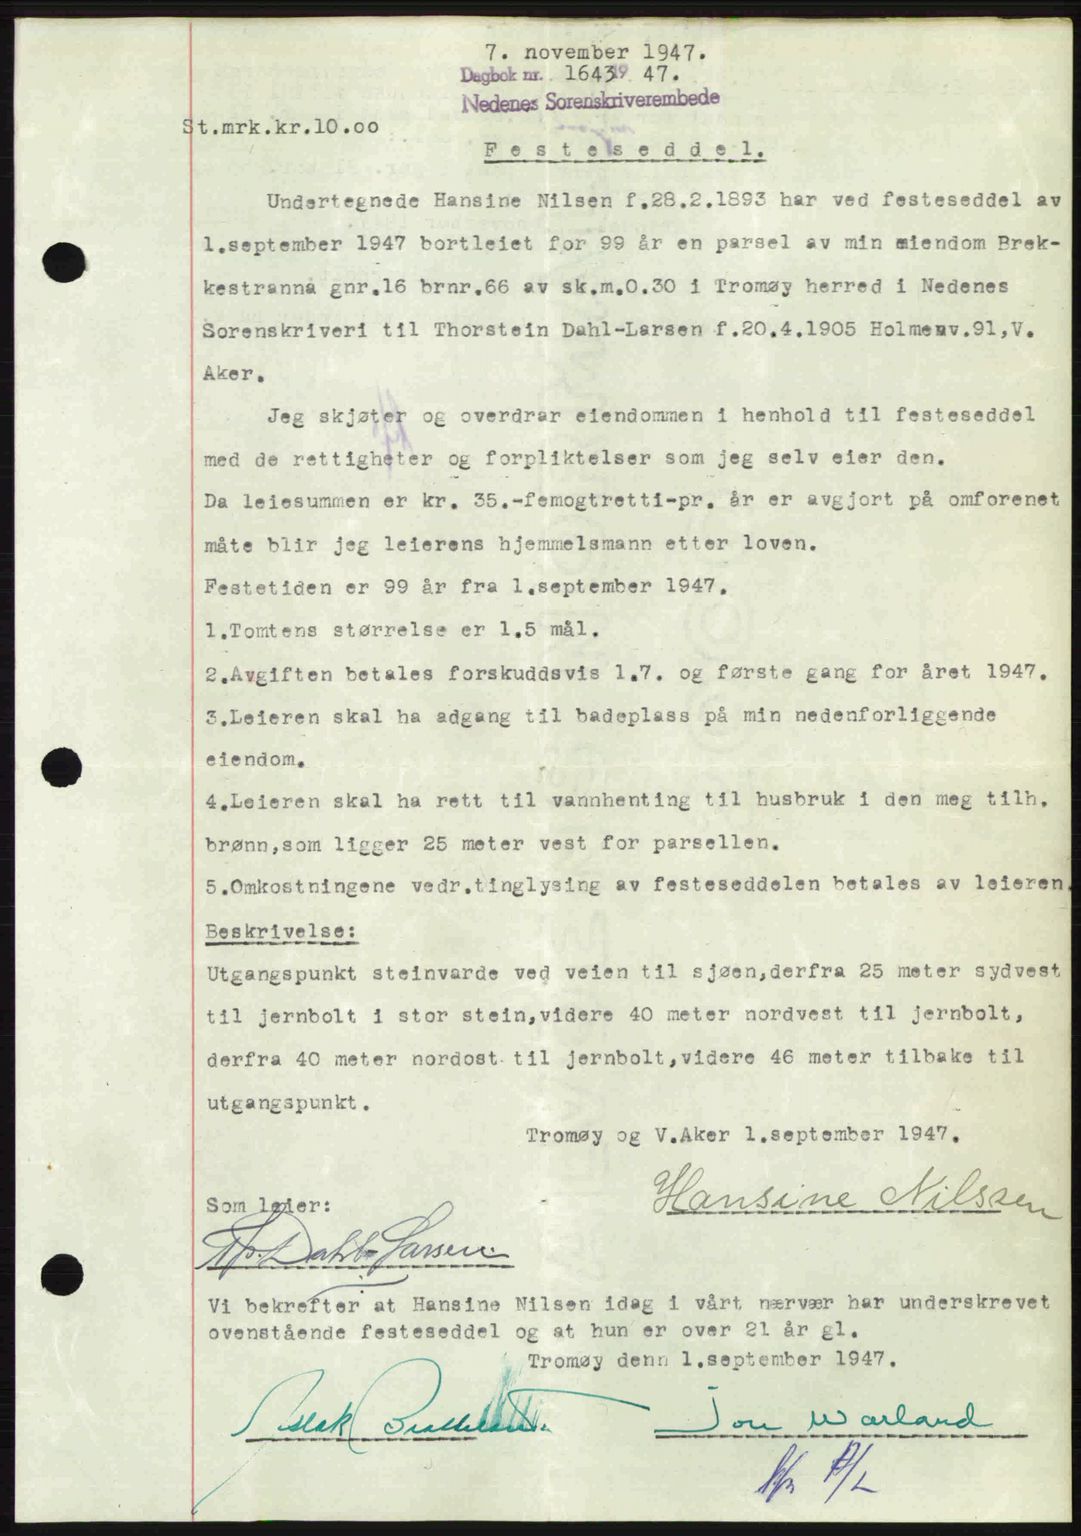 7. november 1947.
Dagbok nr. 1643 19 47.
Nedenes Sorenskriverembede
St.mrk.kr.10.oo
F e s t e s e d d e l.
Undertegnede Hansine Nilsen f.28.2.1893 har ved festeseddel av
1.september 1947 bortleiet for 99 år en parsel av min eiendom Brek-
kestranna gnr.16 brnr.66 av sk.m.0.30 i Tromøy herred i Nedenes
Sorenskriveri til Thorstein Dahl-Larsen f.20.4.1905 Holmenv.91,V.
Aker.
Jeg skjøter og overdrar eiendommen i henhold til festeseddel
med de rettigheter og forpliktelser som jeg selv eier den.
Da leiesummen er kr. 35.-femogtretti-pr. år er avgjort på omforenet
måte blir jeg leierens hjemmelsmann etter loven.
Festetiden er 99 år fra 1.september 1947.
1.Tomtens størrelse er 1.5 mål.
2.Avgiften betales forskuddsvis 1.7. og første gang for året 1947.
3.Leieren skal ha adgang til badeplass på min nedenforliggende
eiendom.
4.Leieren skal ha rett til vannhenting til husbruk i den meg tilh.
brønn,som ligger 25 meter vest for parsellen.
5.Omkostningene vedr.tinglysing av festeseddelen betales av leieren.
Beskrivelse:
Utgangspunkt steinvarde ved veien til sjøen,derfra 25 meter sydvest
til jernbolt i stor stein,videre 40 meter nordvest til jernbolt,
derfra 40 meter nordost til jernbolt,videre 46 meter tilbake til
utgangspunkt.
Tromøy og V.Aker 1.september 1947.
Hansine Nilssen
Som leier:
Th. Dahl-Larsen
Vi bekrefter at Hansine Nilsen idag i vårt nærvær har underskrevet
ovenstående festeseddel og at hun er over 21 år gl.
Tromøy denn 1.september 1947.
Jon Warland